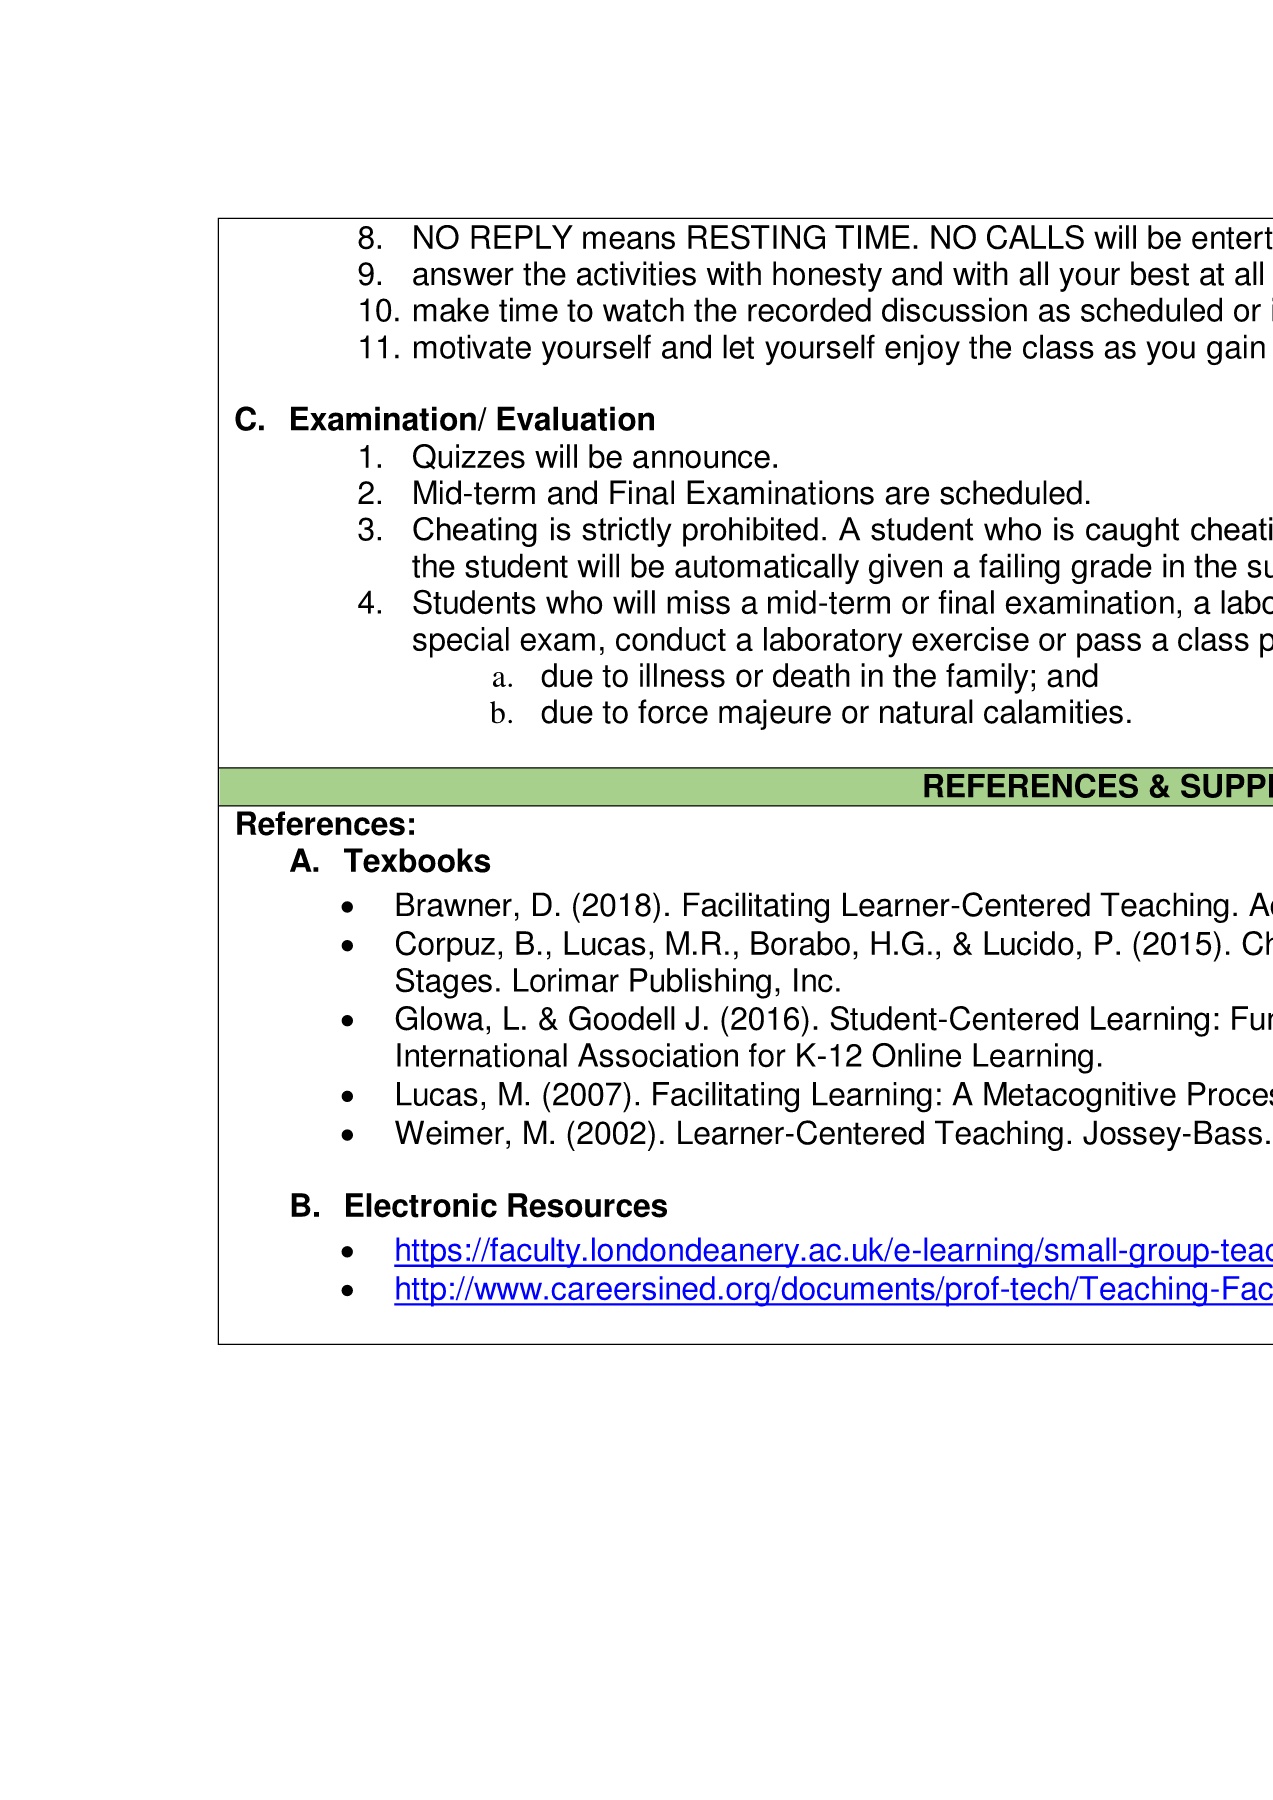 8. NO REPLY means RESTING TIME. NO CALLS will be entert
9. answer the activities with honesty and with all your best at all
10. make time to watch the recorded discussion as scheduled or i
11. motivate yourself and let yourself enjoy the class as you gain
C. Examination/ Evaluation
1. Quizzes will be announce.
2. Mid-term and Final Examinations are scheduled.
3. Cheating is strictly prohibited. A student who is caught cheati
the student will be automatically given a failing grade in the su
4. Students who will miss a mid-term or final examination, a labo
special exam, conduct a laboratory exercise or pass a class p
a. due to illness or death in the family; and
b. due to force majeure or natural calamities.
REFERENCES & SUPP
References:
A. Texbooks
• Brawner, D. (2018). Facilitating Learner-Centered Teaching. Ad
• Corpuz, B., Lucas, M.R., Borabo, H.G., & Lucido, P. (2015). Ch
Stages. Lorimar Publishing, Inc.
• Glowa, L. & Goodell J. (2016). Student-Centered Learning: Fun
International Association for K-12 Online Learning.
• Lucas, M. (2007). Facilitating Learning: A Metacognitive Proces
• Weimer, M. (2002). Learner-Centered Teaching. Jossey-Bass.
B. Electronic Resources
• https://faculty.londondeanery.ac.uk/e-learning/small-group-teac
• http://www.careersined.org/documents/prof-tech/Teaching-Fac